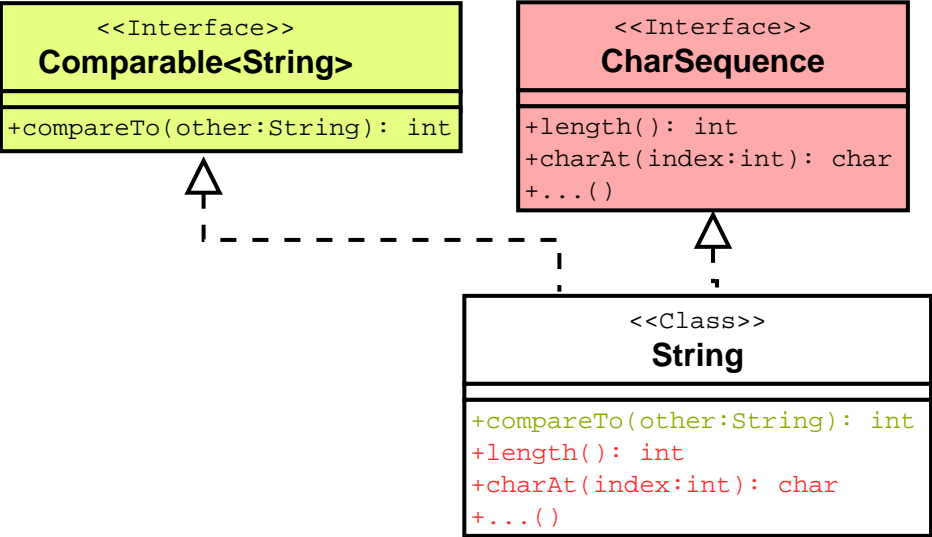 <<Interface>>
Comparable<String>
+compareTo(other:String): int
<<Interface>>
CharSequence
+length(): int
+charAt(index:int): char
+...()
<<Class>>
String
+compareTo(other:String): int
+length(): int
+charAt(index:int): char
+...()